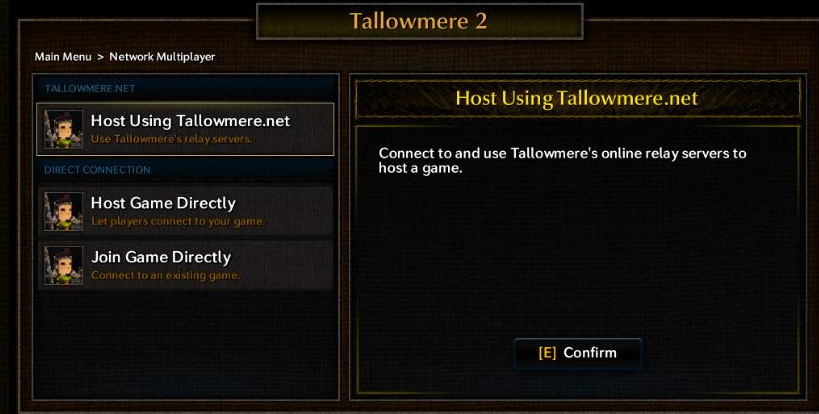 Tallowmere 2
Main Menu > Network Multiplayer
TALLOWMERE.NET
Host Using Tallowmere.net
Use Tallowmere's relay servers.
DIRECT CONNECTION
Host Game Directly
Let players connect to your game.
Join Game Directly
Connect to an existing game.
Host Using Tallowmere.net
Connect to and use Tallowmere's online relay servers to
host a game.
[E] Confirm